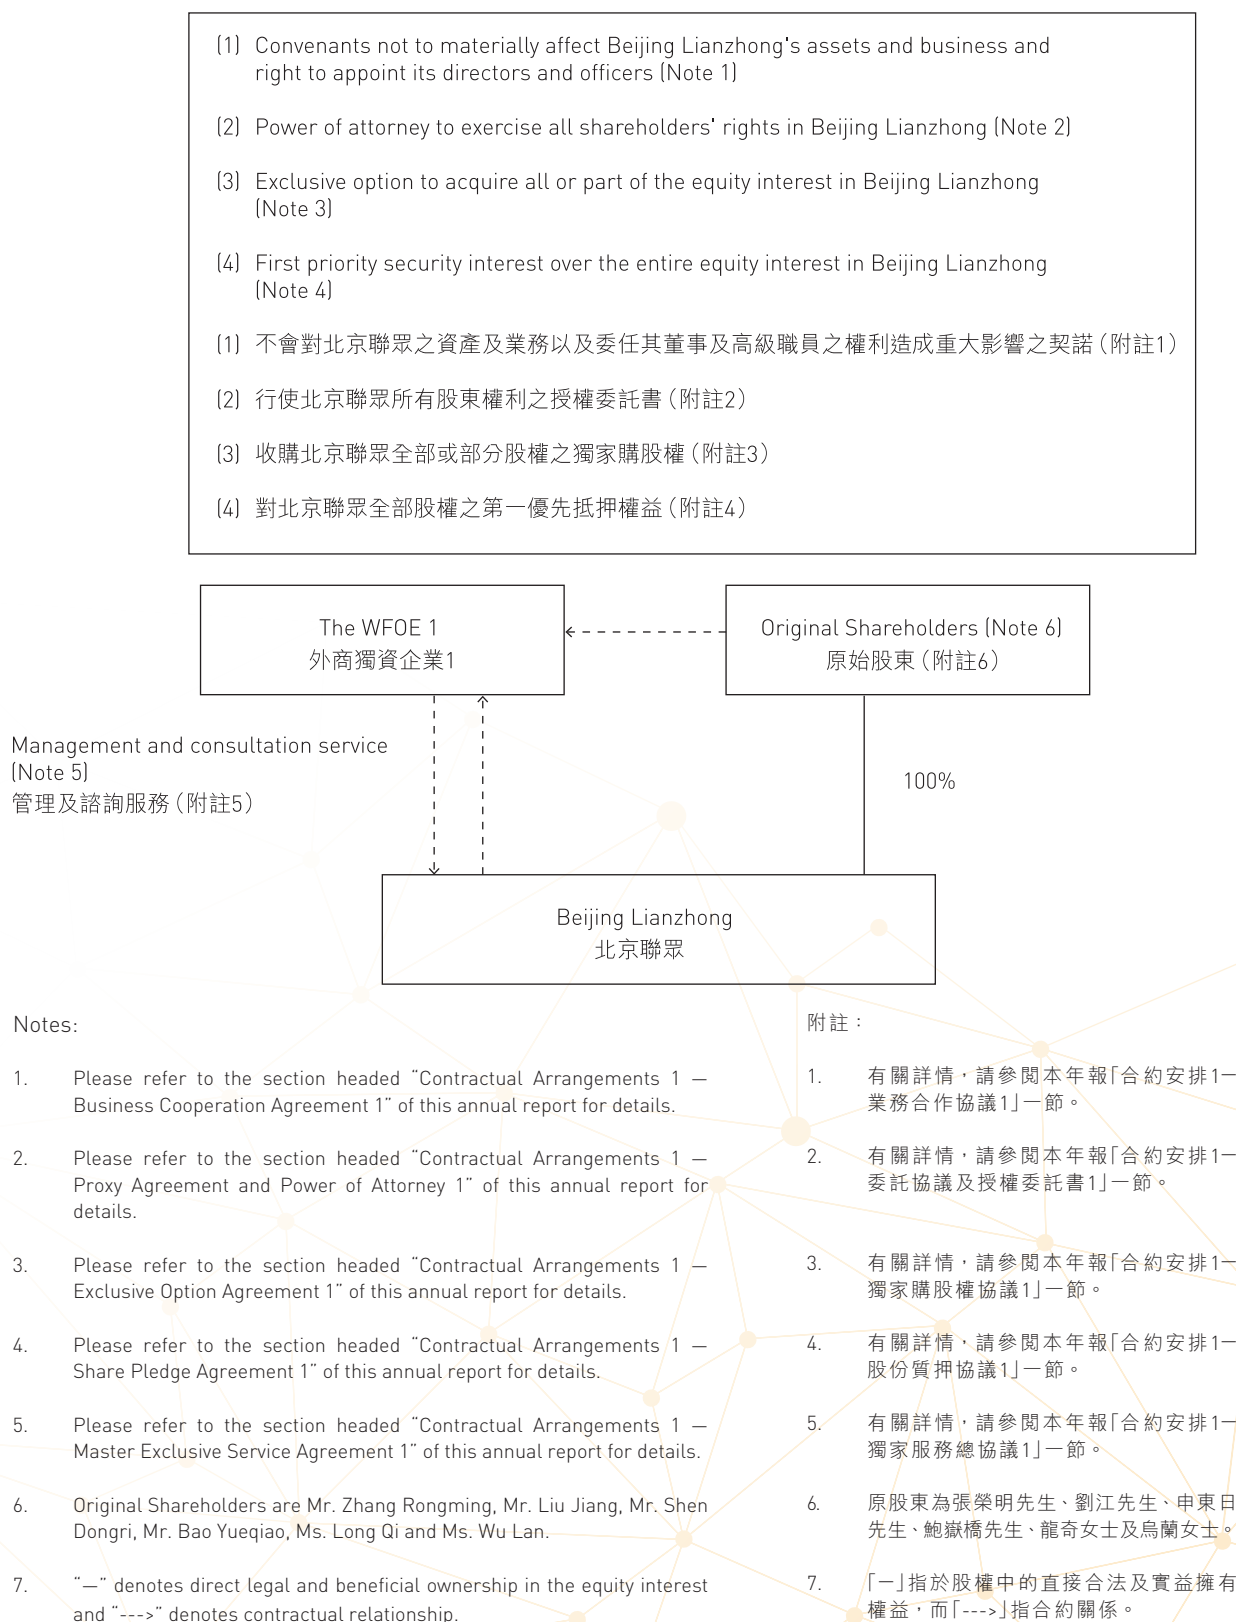 (1) Convenants not to materially affect Beijing Lianzhong's assets and business and
right to appoint its directors and officers (Note 1)
(2) Power of attorney to exercise all shareholders' rights in Beijing Lianzhong (Note 2)
(3) Exclusive option to acquire all or part of the equity interest in Beijing Lianzhong
(Note 3)
(4) First priority security interest over the entire equity interest in Beijing Lianzhong
(Note 4)
(1) 不會對北京聯眾之資產及業務以及委任其董事及高級職員之權利造成重大影響之契諾（附註1）
(2) 行使北京聯眾所有股東權利之授權委託書（附註2）
(3) 收購北京聯眾全部或部分股權之獨家購股權（附註3）
(4) 對北京聯眾全部股權之第一優先抵押權益（附註4）
The WFOE 1
外商獨資企業1
Original Shareholders (Note 6)
原始股東（附註6）
Management and consultation service
(Note 5)
管理及諮詢服務（附註5）
100%
Beijing Lianzhong
北京聯眾
Notes:
1. Please refer to the section headed “Contractual Arrangements 1 —
Business Cooperation Agreement 1” of this annual report for details.
2. Please refer to the section headed “Contractual Arrangements 1 —
Proxy Agreement and Power of Attorney 1” of this annual report for
details.
3. Please refer to the section headed “Contractual Arrangements 1 —
Exclusive Option Agreement 1” of this annual report for details.
4. Please refer to the section headed “Contractual Arrangements 1 —
Share Pledge Agreement 1” of this annual report for details.
5. Please refer to the section headed “Contractual Arrangements 1 —
Master Exclusive Service Agreement 1” of this annual report for details.
6. Original Shareholders are Mr. Zhang Rongming, Mr. Liu Jiang, Mr. Shen
Dongri, Mr. Bao Yueqiao, Ms. Long Qi and Ms. Wu Lan.
7. “—” denotes direct legal and beneficial ownership in the equity interest
and “--->” denotes contractual relationship.
附註：
1. 有關詳情，請參閱本年報「合約安排1—
業務合作協議1」一節。
2. 有關詳情，請參閱本年報「合約安排1—
委託協議及授權委託書1」一節。
3. 有關詳情，請參閱本年報「合約安排1—
獨家購股權協議1」一節。
4. 有關詳情，請參閱本年報「合約安排1—
股份質押協議1」一節。
5. 有關詳情，請參閱本年報「合約安排1—
獨家服務總協議1」一節。
6. 原股東為張榮明先生、劉江先生、申東日
先生、鮑嶽橋先生、龍奇女士及烏蘭女士。
7. 「—」指於股權中的直接合法及實益擁有
權益，而「--->」指合約關係。